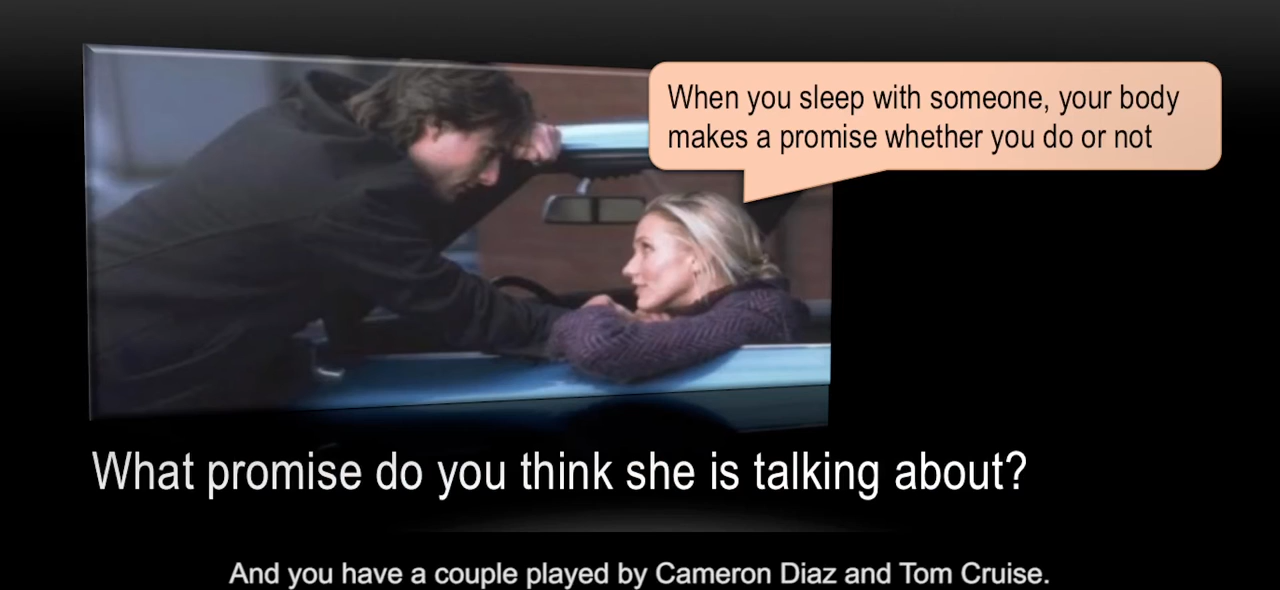 When you sleep with someone, your body
makes a promise whether you do or not
What promise do you think she is talking about?
And you have a couple played by Cameron Diaz and Tom Cruise.